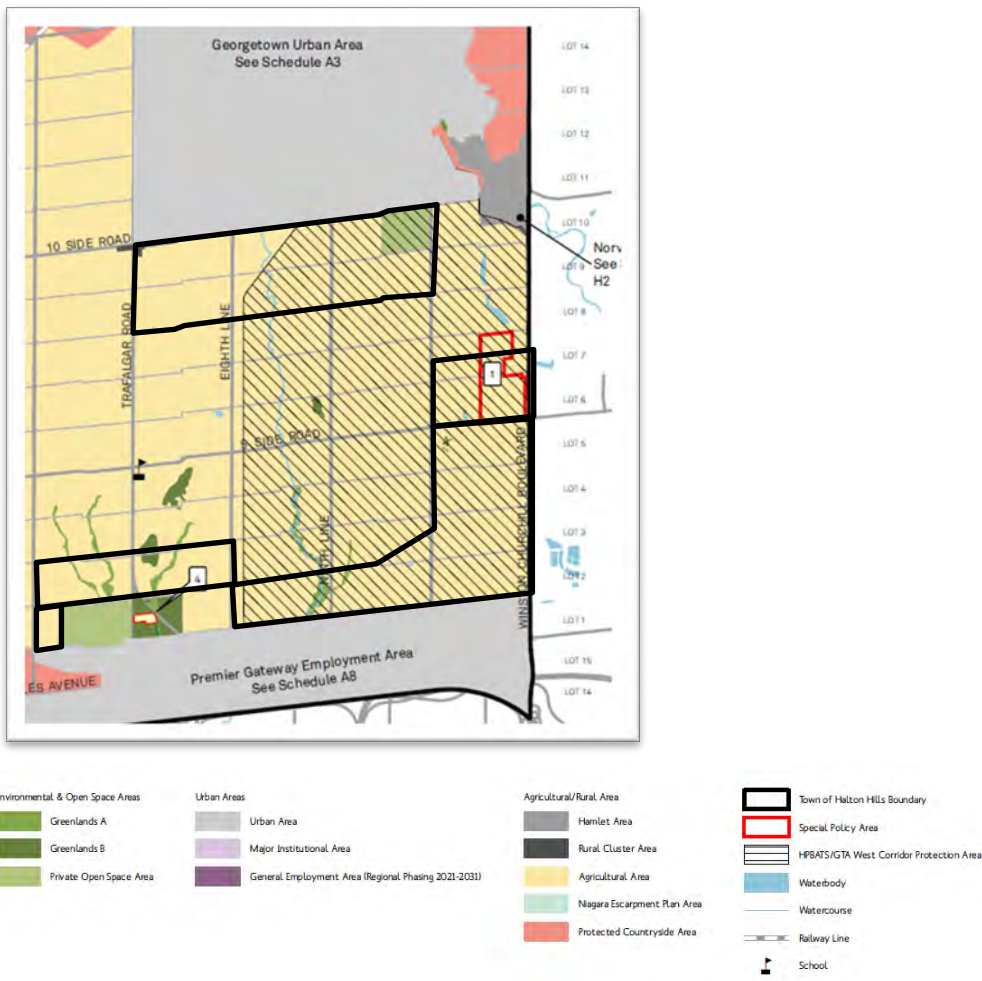 Georgetown Urban Area
See Schedule A3
LOT 14
LOT 13
LOT 12
LOT 11
LOT 10
10 SIDE ROAD
Norv
See
H2
LOT 9
LOT 8
TRAFALGAR ROAD
EIGHTH LINE
LOT 7
1
LOT 6
5 SIDE ROAD
LOT 5
WINSTON CHURCHILL BOULEVARD
LOT 4
NINTH LINE
LOT 3
4
LOT 2
LOT 1
Premier Gateway Employment Area
See Schedule A8
LES AVENUE
LOT 15
LOT 14
nvironmental & Open Space Areas
Greenlands A
Greenlands B
Private Open Space Area
Urban Areas
Urban Area
Major Institutional Area
General Employment Area (Regional Phasing 2021-2031)
Agricultural/Rural Area
Hamlet Area
Rural Cluster Area
Agricultural Area
Niagara Escarpment Plan Area
Protected Countryside Area
Town of Halton Hills Boundary
Special Policy Area
HPBATS/GTA West Corridor Protection Area
Waterbody
Watercourse
Railway Line
School